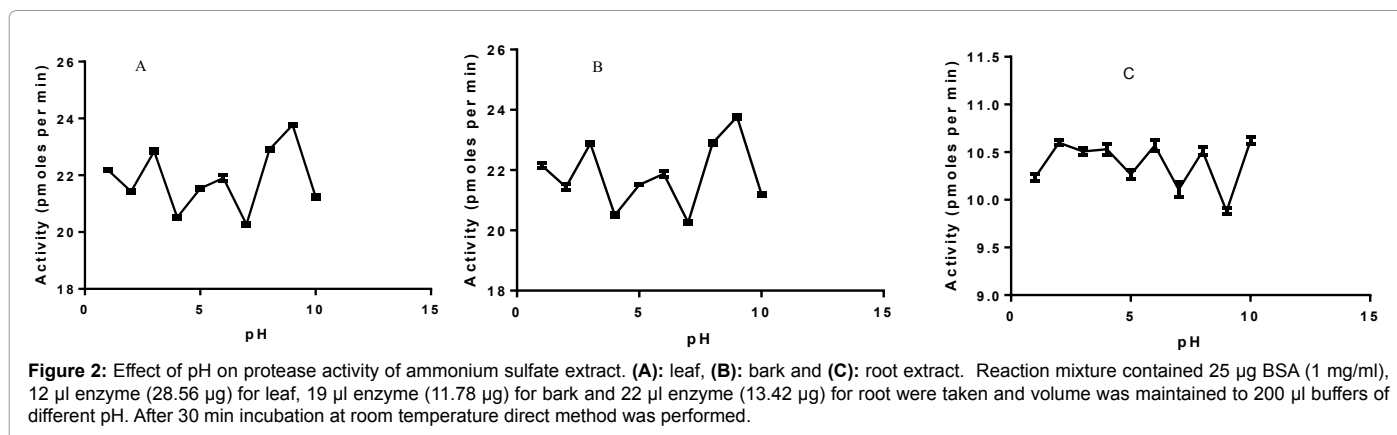 A
26
24
22
20
18
0
5
10
15
pH
Activity (pmoles per min)
B
26
24
22
20
18
0
5
10
15
pH
Activity (pmoles per min)
C
11.5
11.0
10.5
10.0
9.5
9.0
0
5
10
15
pH
Activity (pmoles per min)
Figure 2: Effect of pH on protease activity of ammonium sulfate extract. (A): leaf, (B): bark and (C): root extract. Reaction mixture contained 25 µg BSA (1 mg/ml),
12 µl enzyme (28.56 µg) for leaf, 19 µl enzyme (11.78 µg) for bark and 22 µl enzyme (13.42 µg) for root were taken and volume was maintained to 200 µl buffers of
different pH. After 30 min incubation at room temperature direct method was performed.